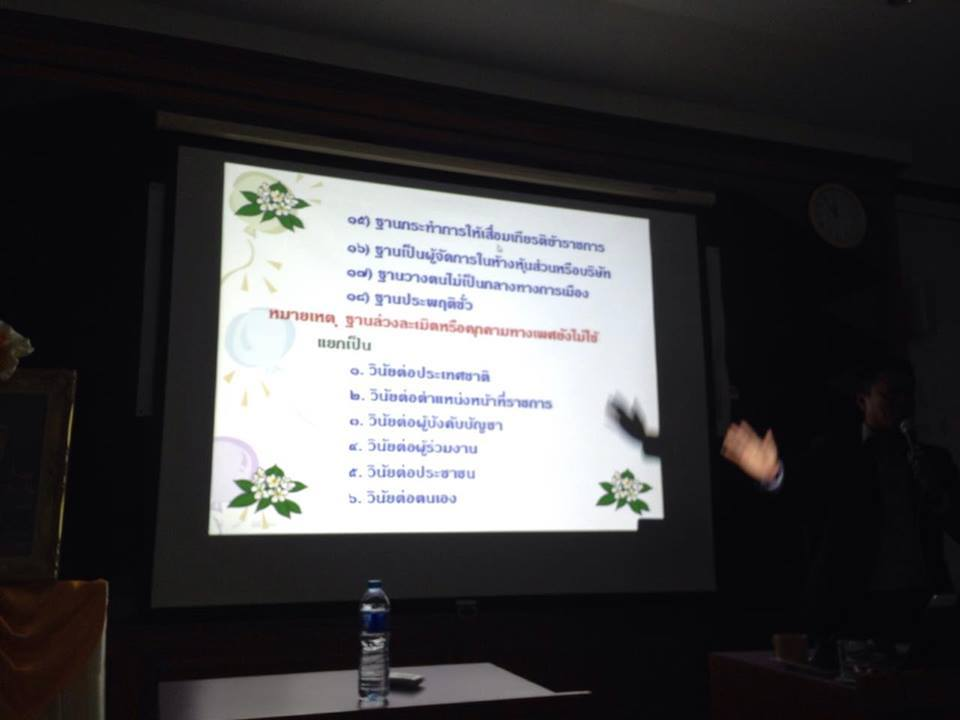 ๑๕) ฐานกระทำการให้เสื่อมเกียรติข้าราชการ
๑๖) ฐานเป็นผู้จัดการในห้างหุ้นส่วนหรือบริษัท
๑๗) ฐานวางตนไม่เป็นกลางทางการเมือง
๑๘) ฐานประพฤติชั่ว
หมายเหตุ ฐานล่วงละเมิดหรือคุกคามทางเพศยังไม่ใช้
แยกเป็น
๑. วินัยต่อประเทศชาติ
๒. วินัยต่อตำแหน่งหน้าที่ราชการ
๓. วินัยต่อผู้บังคับบัญชา
๔. วินัยต่อผู้ร่วมงาน
๕. วินัยต่อประชาชน
๖. วินัยต่อตนเอง